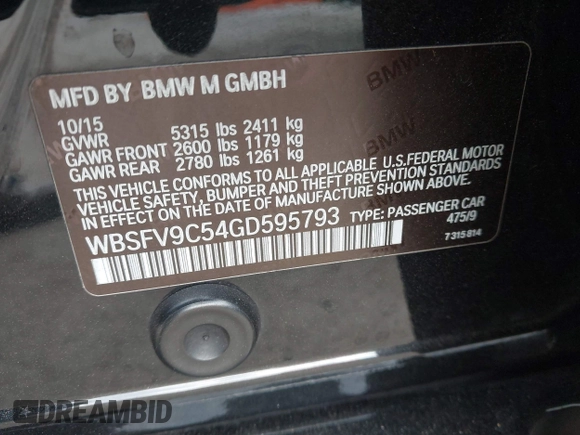 MFD BY BMW M GMBH
10/15
GVWR 5315 lbs 2411 kg
GAWR FRONT 2600 lbs 1179 kg
GAWR REAR 2780 lbs 1261 kg
THIS VEHICLE CONFORMS TO ALL APPLICABLE U.S.FEDERAL MOTOR
VEHICLE SAFETY, BUMPER AND THEFT PREVENTION STANDARDS
IN EFFECT ON THE DATE OF MANUFACTURE SHOWN ABOVE.
WBSFV9C54GD595793 TYPE: PASSENGER CAR
475/9
7315814
BMW
BMW
DREAMBID